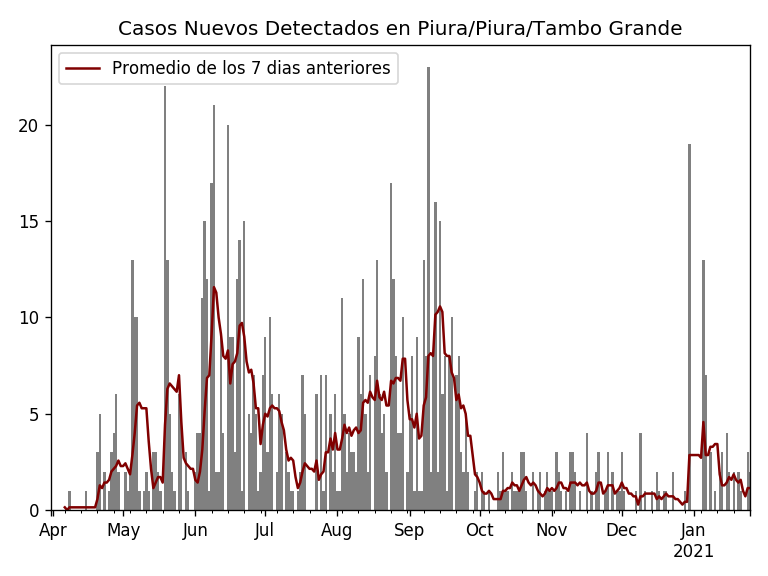 Casos Nuevos Detectados en Piura/Piura/Tambo Grande
Promedio de los 7 dias anteriores
20
15
10
5
0
Apr May Jun Jul Aug Sep Oct Nov Dec Jan
2021